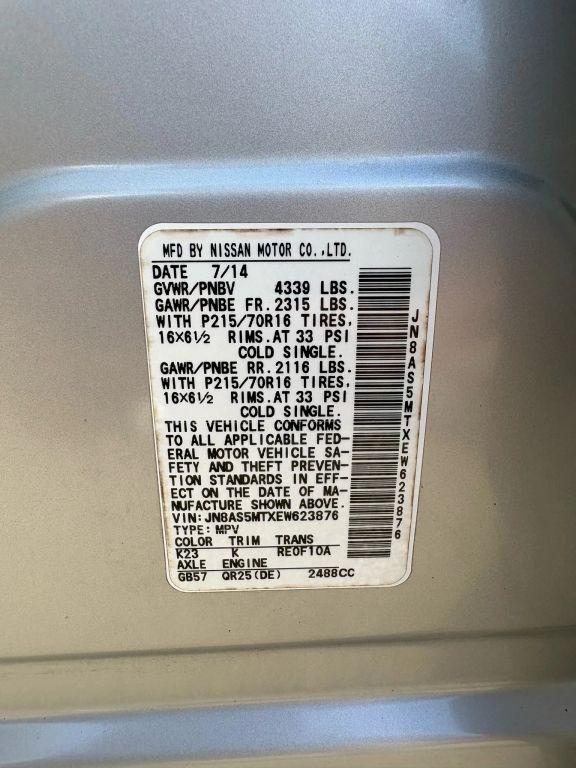 MFD BY NISSAN MOTOR CO.,LTD.
DATE 7/14
GVWR/PNBV 4339 LBS.
GAWR/PNBE FR. 2315 LBS.
WITH P215/70R16 TIRES,
16X6½ RIMS.AT 33 PSI
COLD SINGLE.
GAWR/PNBE RR. 2116 LBS.
WITH P215/70R16 TIRES,
16X6½ RIMS.AT 33 PSI
COLD SINGLE.
THIS VEHICLE CONFORMS
TO ALL APPLICABLE FED-
ERAL MOTOR VEHICLE SA-
FETY AND THEFT PREVEN-
TION STANDARDS IN EFF-
ECT ON THE DATE OF MA-
NUFACTURE SHOWN ABOVE.
VIN:JN8AS5MTXEW623876
TYPE:MPV
COLOR TRIM TRANS
K23 K RE0F10A
AXLE ENGINE
GB57 QR25(DE) 2488CC
JN8AS5MTXEW623876